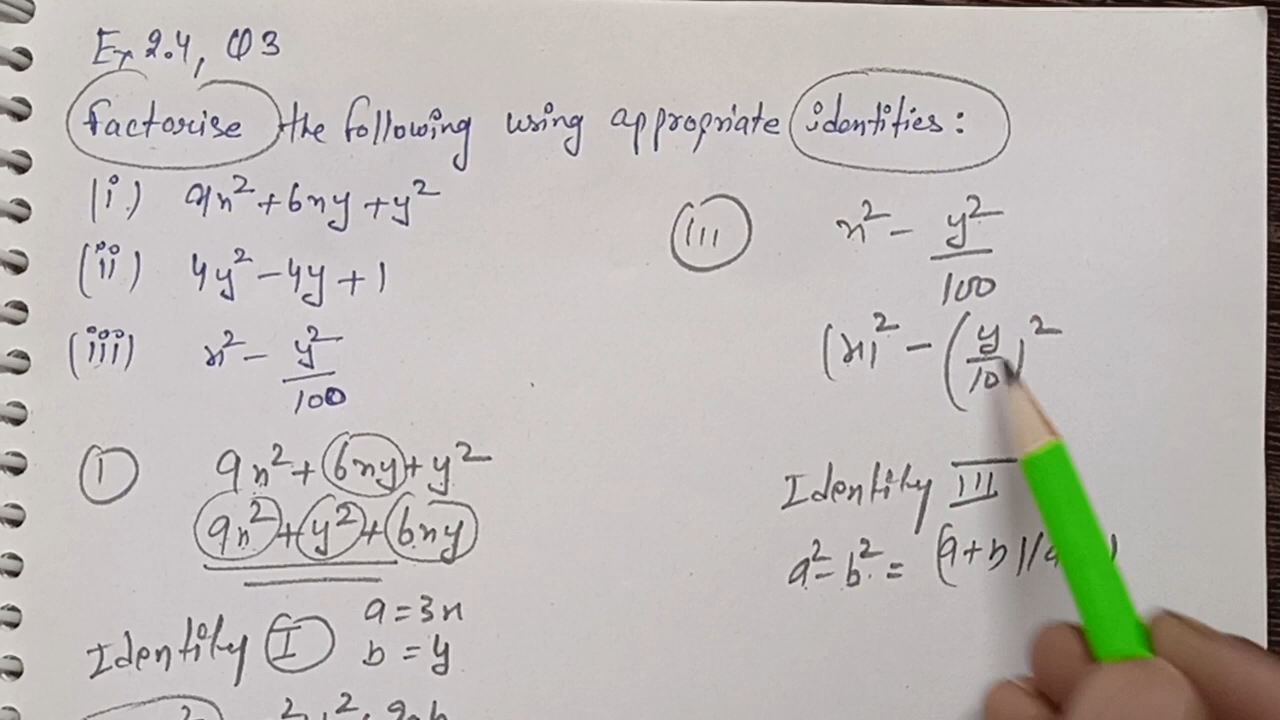 Ex 2.4, Q3
factorise the following using appropriate identities:
(i) 9x²+6xy+y²
(ii) 4y²-4y+1
(iii) x²- y²/100
I 9x²+6xy+y²
9x²+y²+6xy
Identity I a=3x
b=y
III x²- y²/100
(x)²-(y/10)²
Identity III
a²-b²= (a+b)(